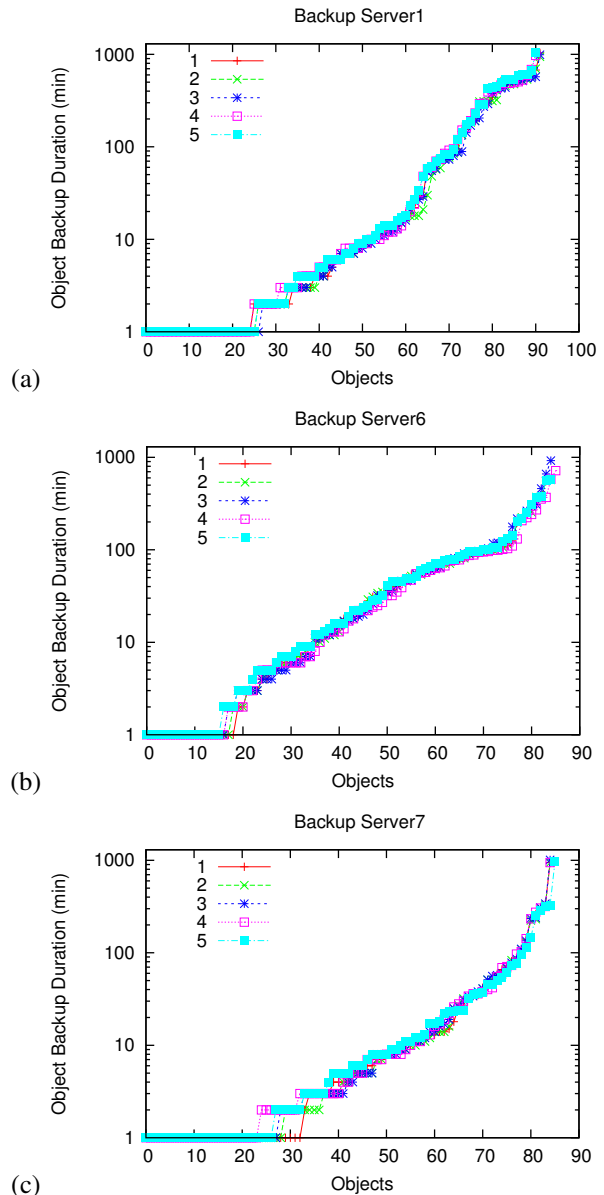 Backup Server1
Object Backup Duration (min)
1000
100
10
1
1
2
3
4
5
0 10 20 30 40 50 60 70 80 90 100
Objects
(a)
Backup Server6
Object Backup Duration (min)
1000
100
10
1
1
2
3
4
5
0 10 20 30 40 50 60 70 80 90
Objects
(b)
Backup Server7
Object Backup Duration (min)
1000
100
10
1
1
2
3
4
5
0 10 20 30 40 50 60 70 80 90
Objects
(c)